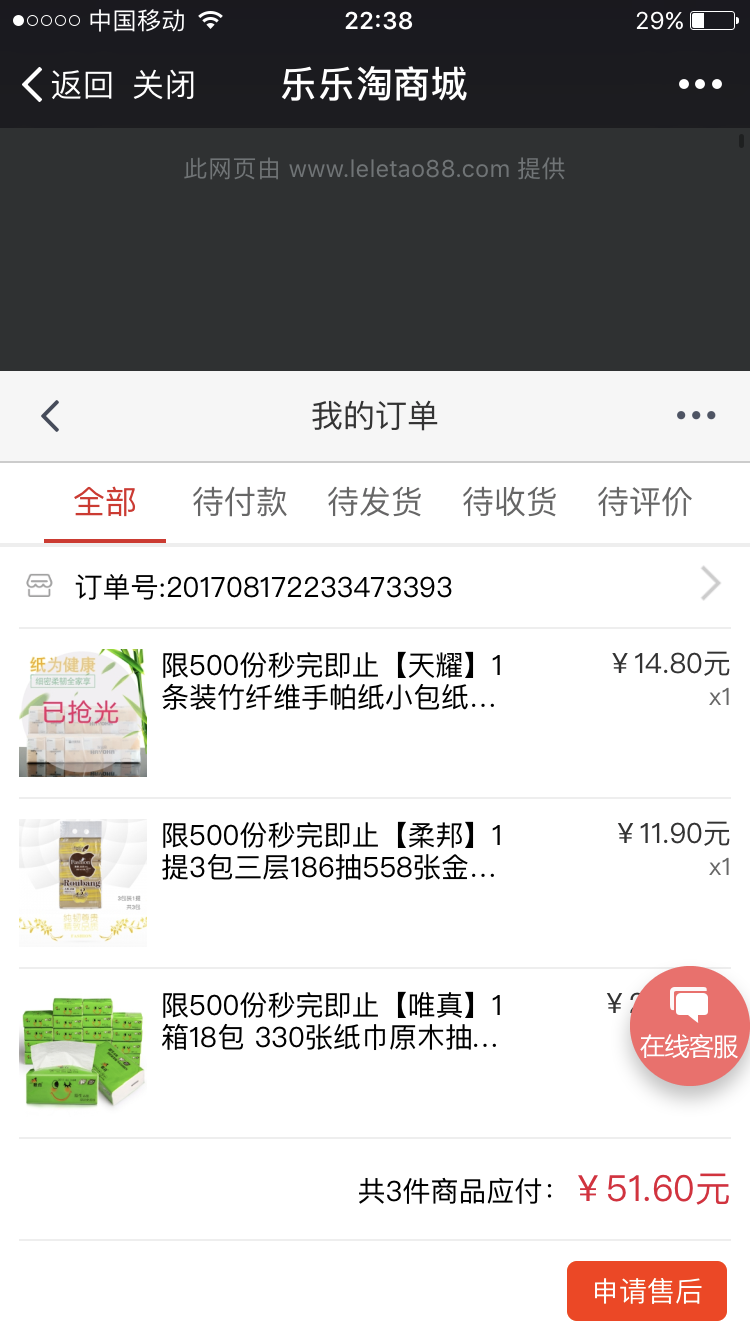 中国移动
22:38
29%
返回 关闭
乐乐淘商城
此网页由 www.leletao88.com 提供
我的订单
全部
待付款
待发货
待收货
待评价
订单号:201708172233473393
纸为健康
细密柔韧全家享
已抢光
限500份秒完即止【天耀】1
条装竹纤维手帕纸小包纸...
¥14.80元
x1
Fashion
Roubang
限500份秒完即止【柔邦】1
提3包三层186抽558张金...
¥11.90元
x1
限500份秒完即止【唯真】1
箱18包 330张纸巾原木抽...
¥2
在线客服
共3件商品应付：
¥51.60元
申请售后